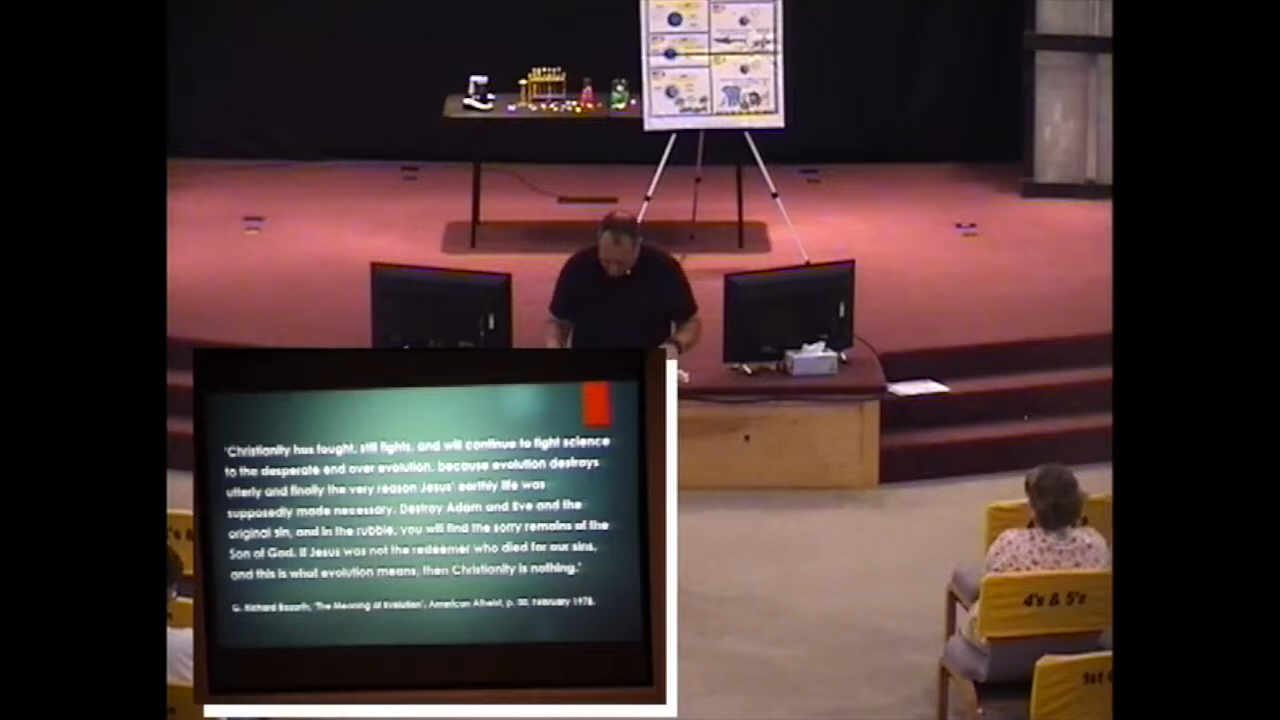 'Christianity has fought, still fights, and will continue to fight science
to the desperate end over evolution, because evolution destroys
utterly and finally the very reason Jesus' earthly life was
supposedly made necessary. Destroy Adam and Eve and the
original sin, and in the rubble, you will find the sorry remains of the
Son of God. If Jesus was not the redeemer who died for our sins,
and this is what evolution means, then Christianity is nothing.'
G. Richard Bozarth, 'The Meaning of Evolution', American Atheist, p. 30. February 1978.
4's & 5's
1st